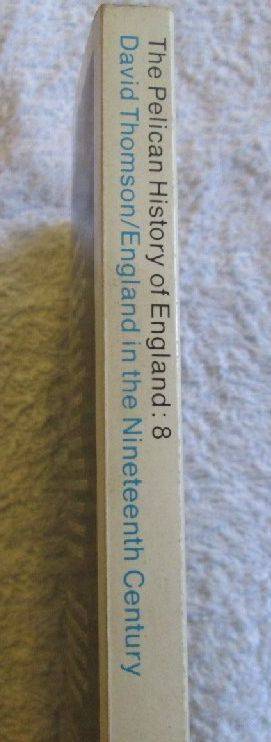 The Pelican History of England: 8
David Thomson/England in the Nineteenth Century